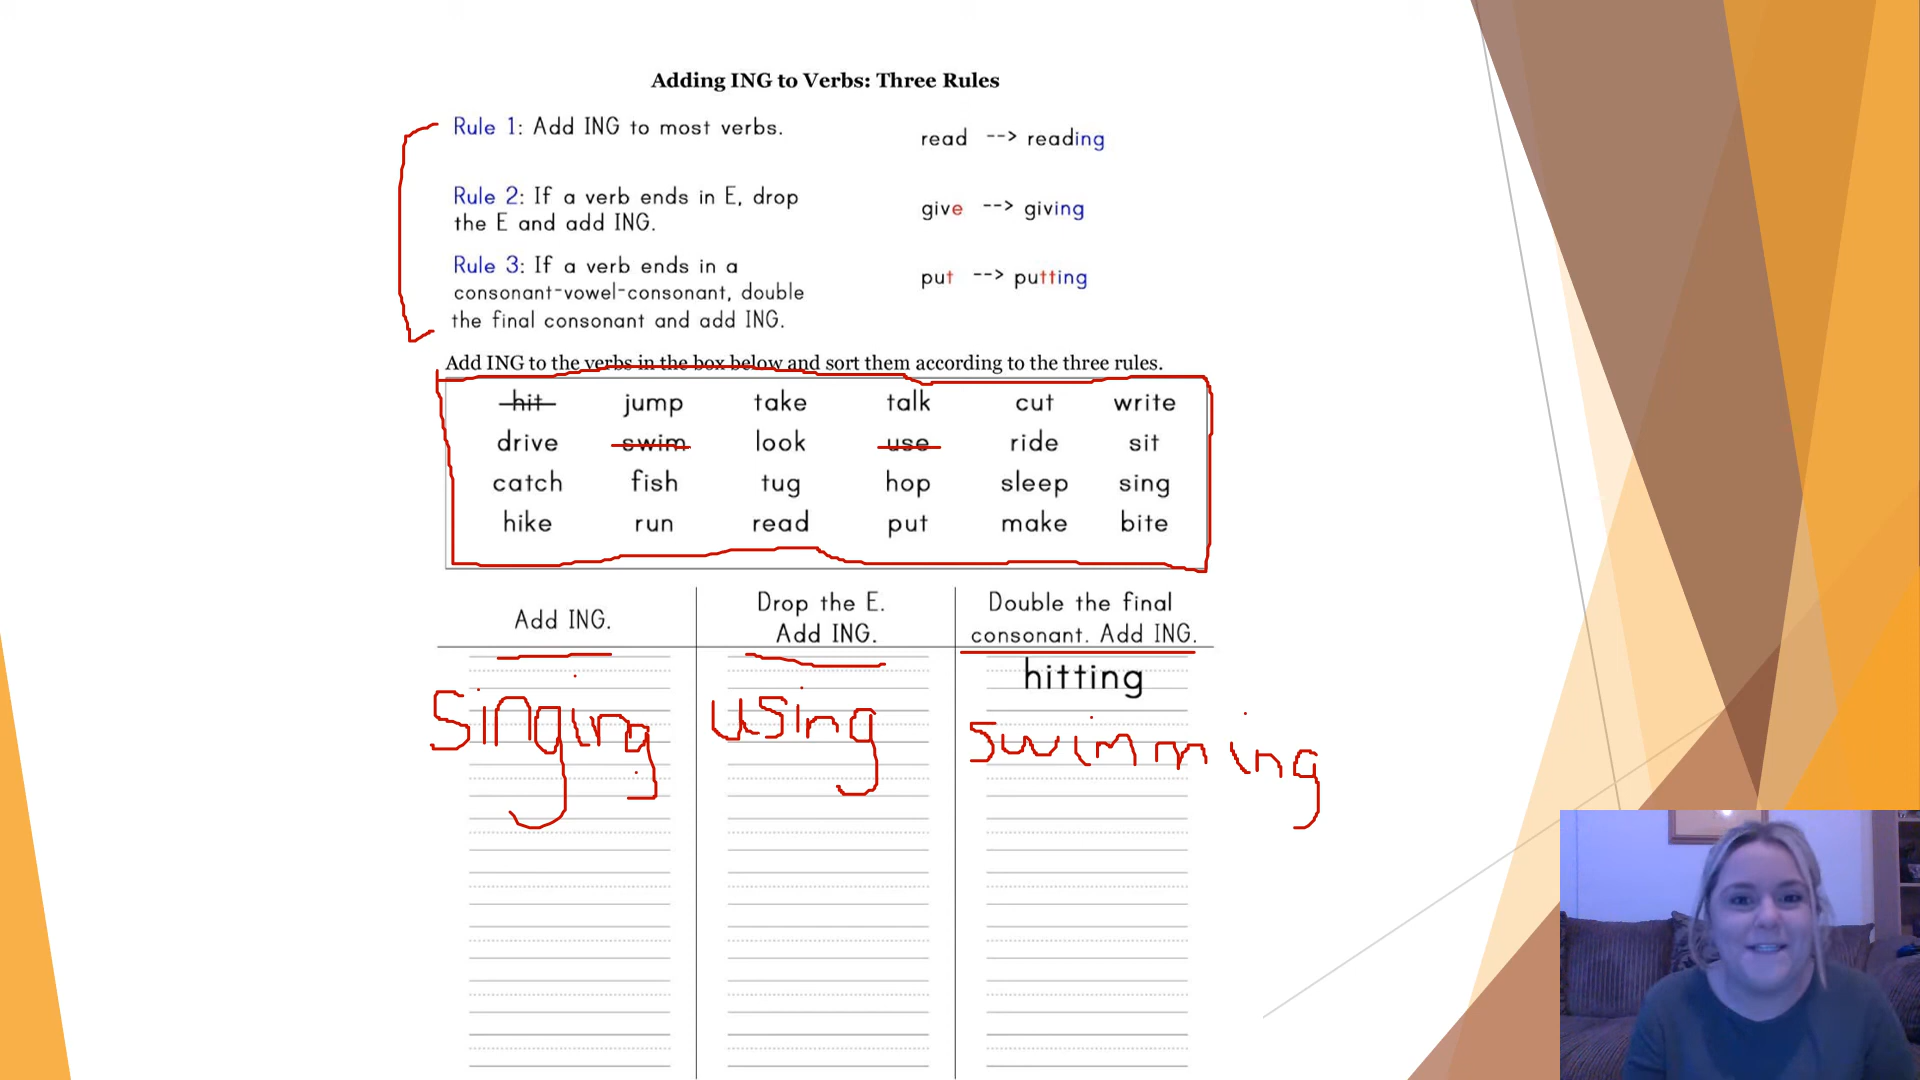 Adding ING to Verbs: Three Rules
Rule 1: Add ING to most verbs.
read --> reading
Rule 2: If a verb ends in E, drop
the E and add ING.
give --> giving
Rule 3: If a verb ends in a
consonant-vowel-consonant, double
the final consonant and add ING.
put --> putting
Add ING to the verbs in the box below and sort them according to the three rules.
hit jump take talk cut write
drive swim look use ride sit
catch fish tug hop sleep sing
hike run read put make bite
Add ING.
Drop the E.
Add ING.
Double the final
consonant. Add ING.
hitting
singing
using
swimming